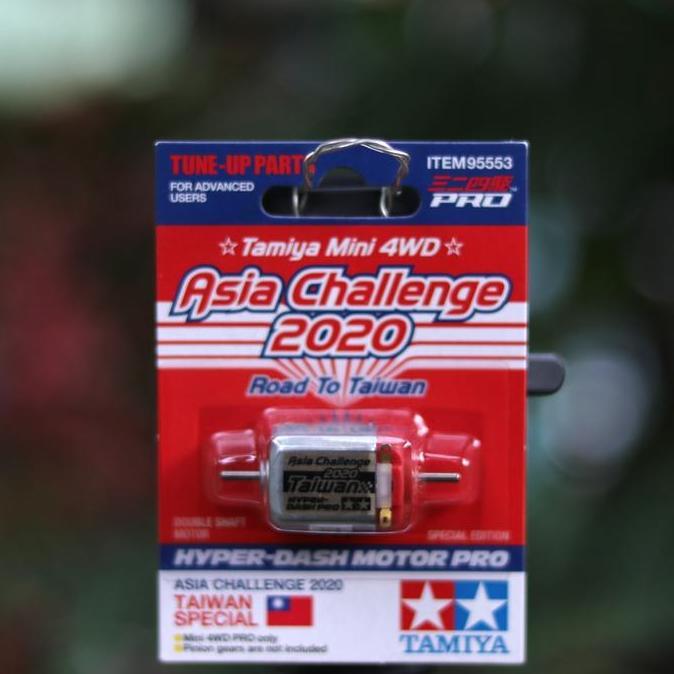 TUNE-UP PARTS
ITEM 95553
FOR ADVANCED
USERS
ミニ四駆
PRO
☆Tamiya Mini 4WD☆
Asia Challenge
2020
Road To Taiwan
Asia Challenge
2020
Taiwan
HYPER-
DASH PRO
DOUBLE SHAFT
MOTOR
SPECIAL EDITION
HYPER-DASH MOTOR PRO
ASIA CHALLENGE 2020
TAIWAN
SPECIAL
Mini 4WD PRO only
Pinion gears are not included
TAMIYA